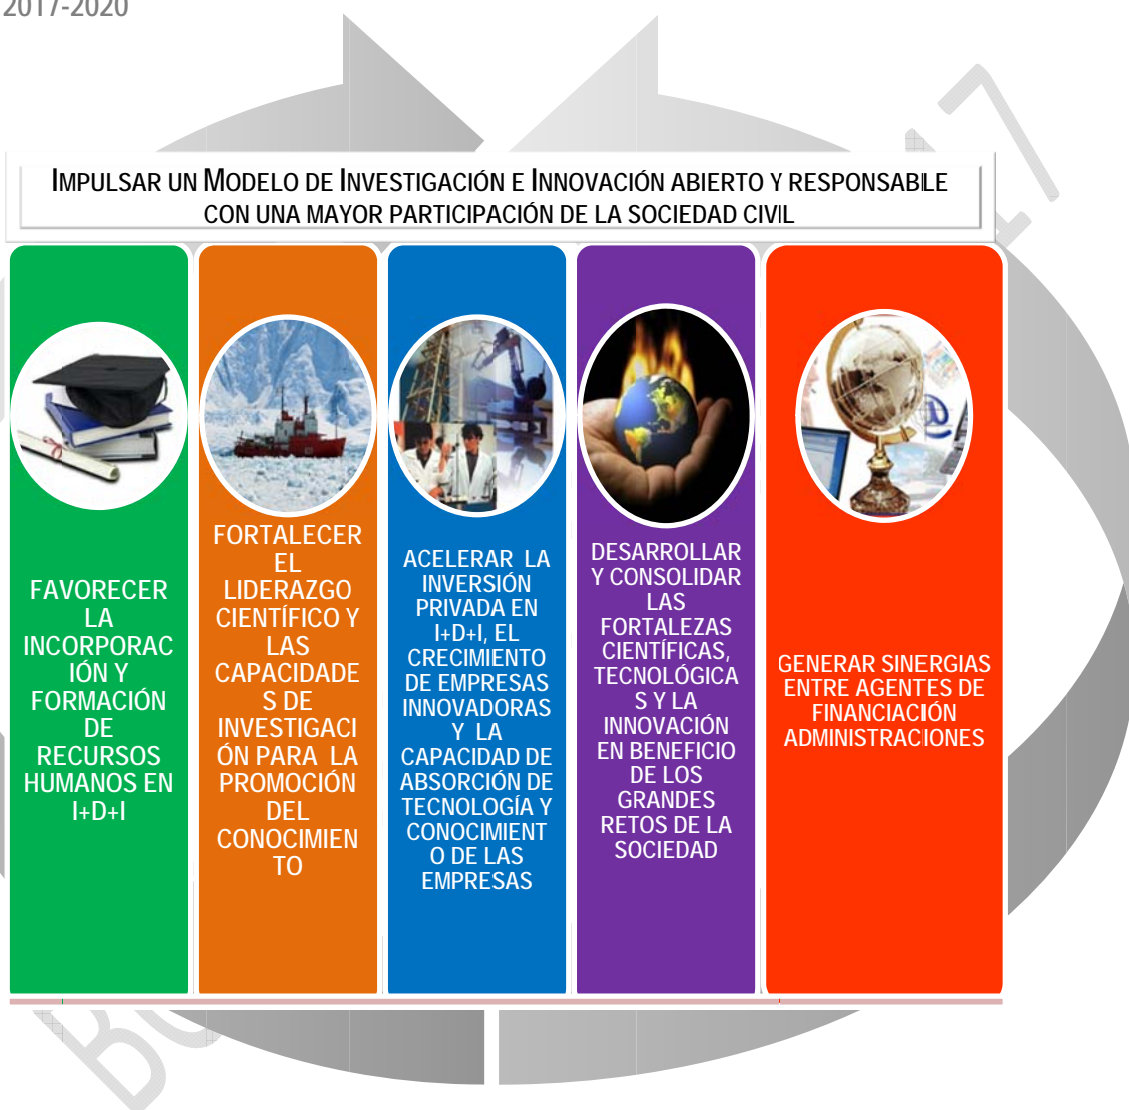 2017-2020
IMPULSAR UN MODELO DE INVESTIGACIÓN E INNOVACIÓN ABIERTO Y RESPONSABLE
CON UNA MAYOR PARTICIPACIÓN DE LA SOCIEDAD CIVIL
FAVORECER
LA
INCORPORAC
IÓN Y
FORMACIÓN
DE
RECURSOS
HUMANOS EN
I+D+I
FORTALECER
EL
LIDERAZGO
CIENTÍFICO Y
LAS
CAPACIDADE
S DE
INVESTIGACI
ÓN PARA LA
PROMOCIÓN
DEL
CONOCIMIEN
TO
ACELERAR LA
INVERSIÓN
PRIVADA EN
I+D+I, EL
CRECIMIENTO
DE EMPRESAS
INNOVADORAS
Y LA
CAPACIDAD DE
ABSORCIÓN DE
TECNOLOGÍA Y
CONOCIMIENT
O DE LAS
EMPRESAS
DESARROLLAR
Y CONSOLIDAR
LAS
FORTALEZAS
CIENTÍFICAS,
TECNOLÓGICA
S Y LA
INNOVACIÓN
EN BENEFICIO
DE LOS
GRANDES
RETOS DE LA
SOCIEDAD
GENERAR SINERGIAS
ENTRE AGENTES DE
FINANCIACIÓN
ADMINISTRACIONES